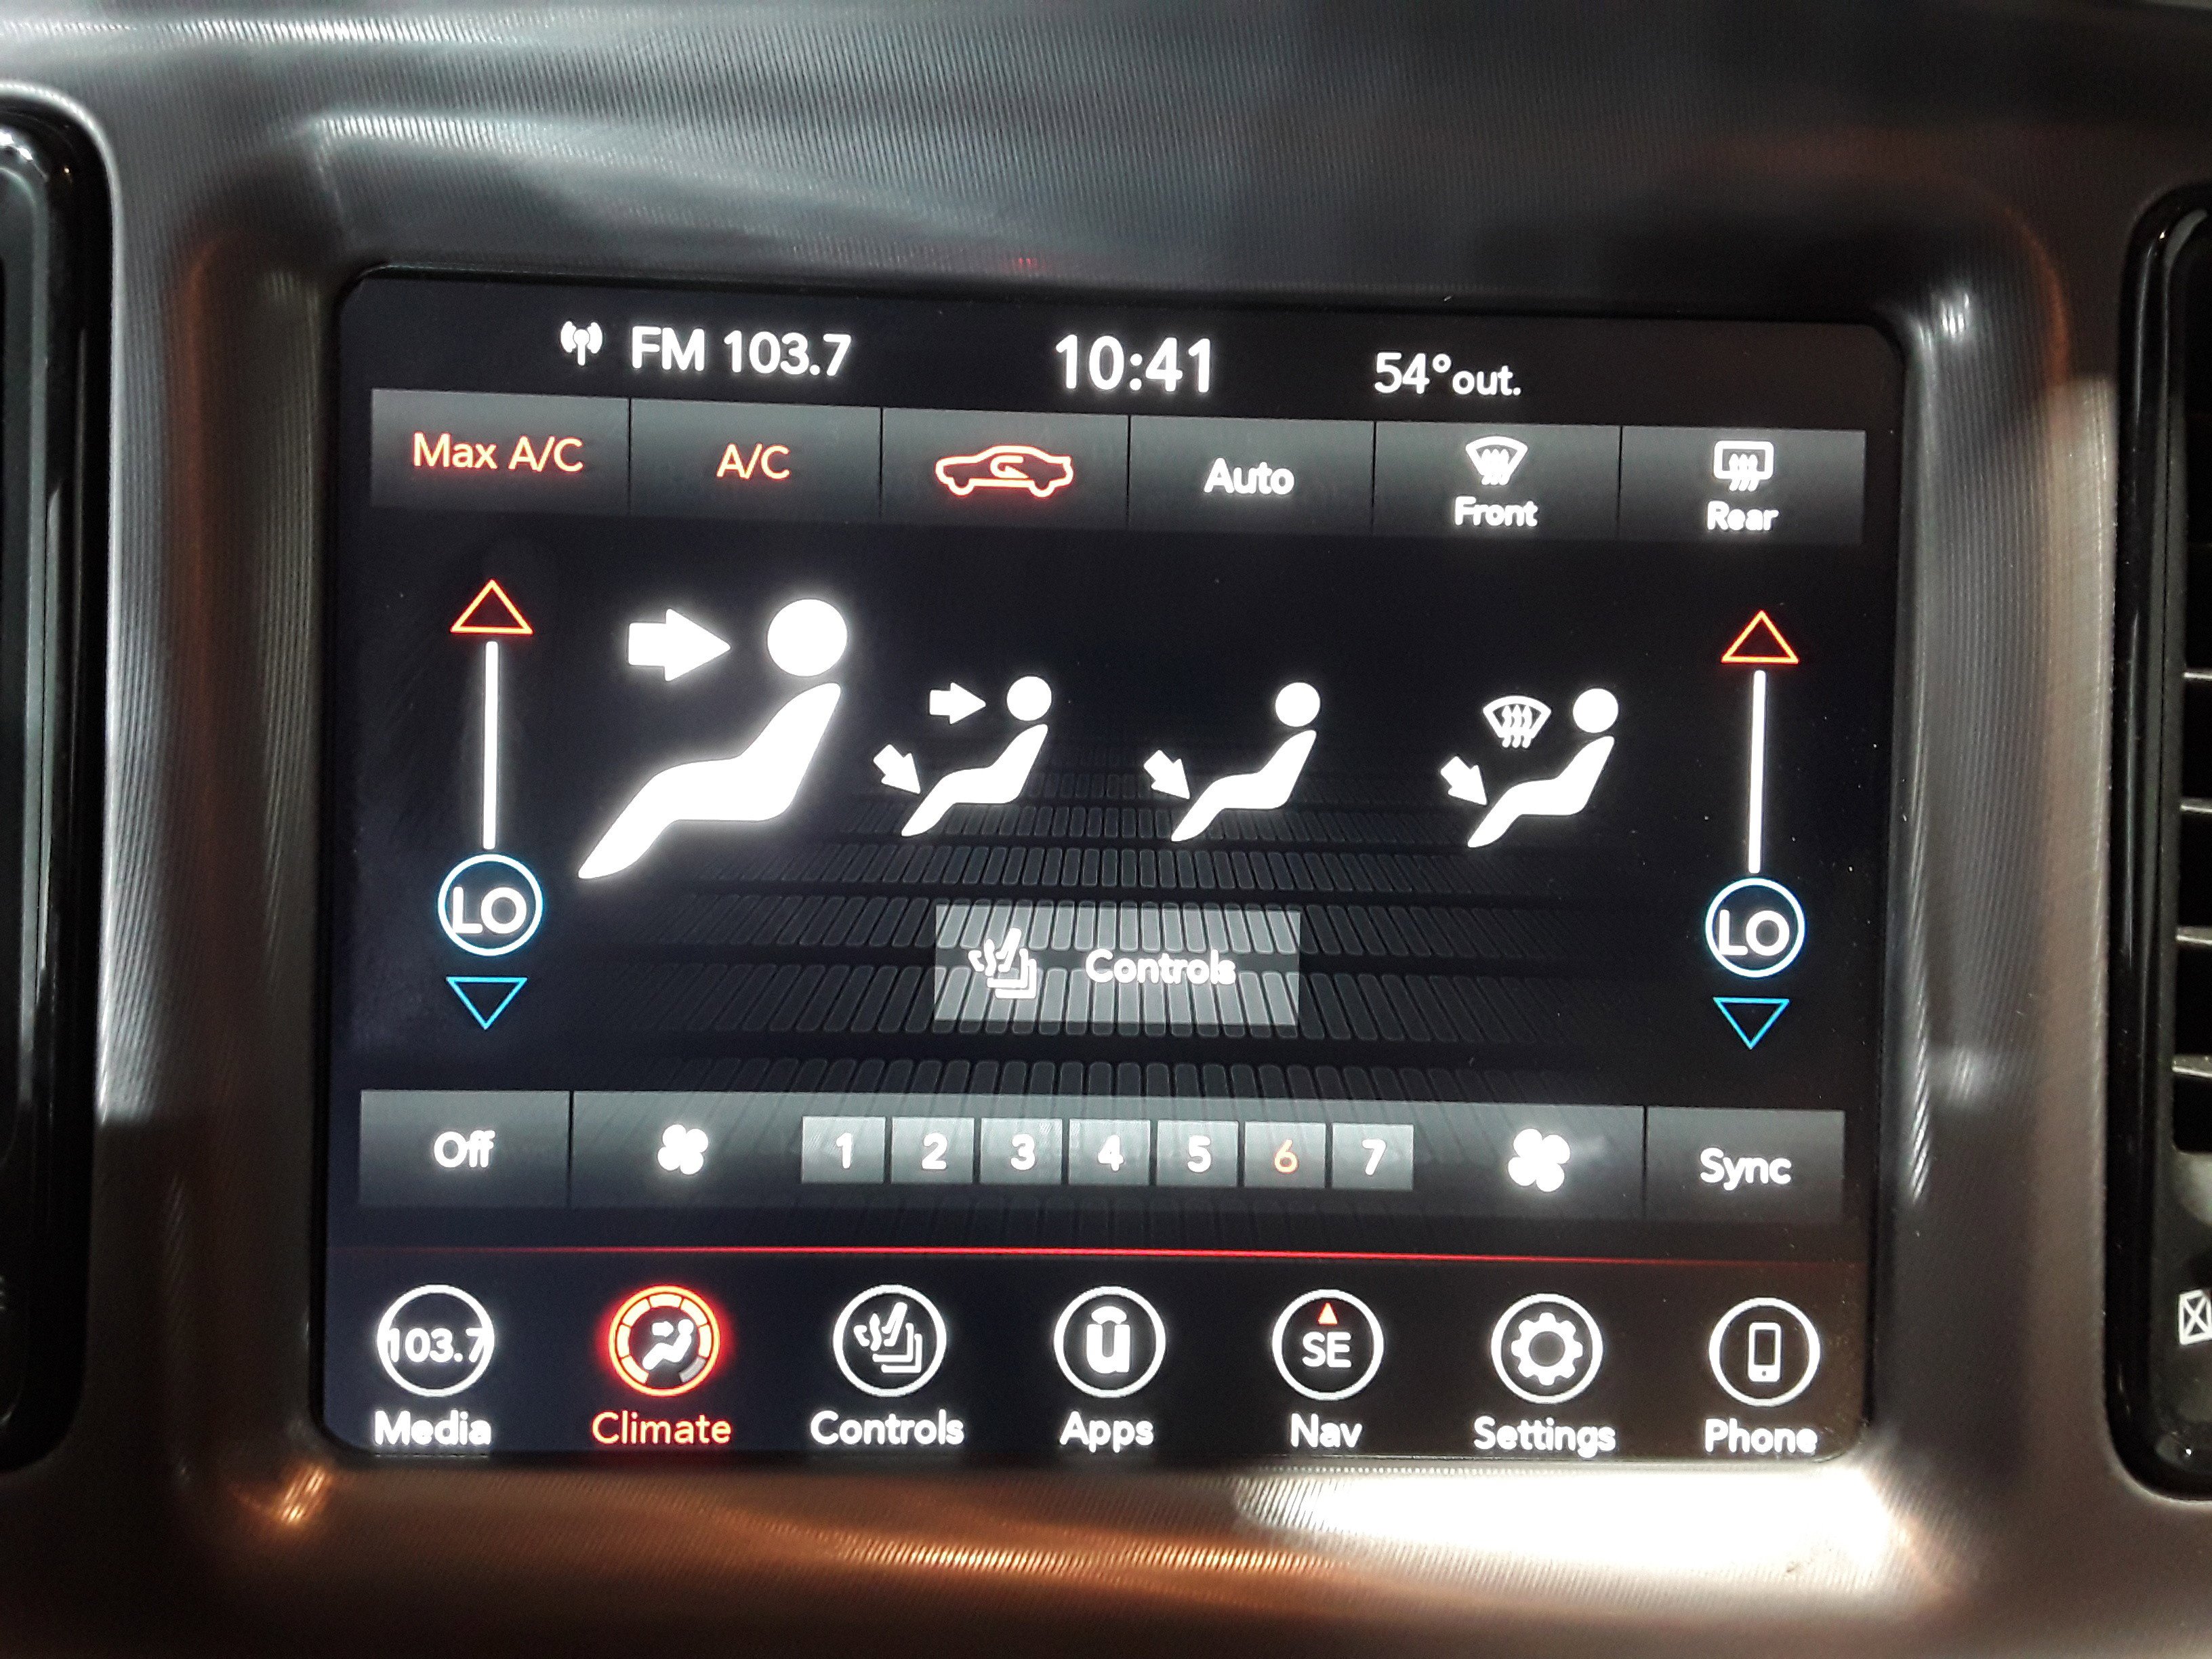 FM 103.7 10:41 54°out.
Max A/C A/C Auto Front Rear
LO LO
Controls
Off 1 2 3 4 5 6 7 Sync
103.7 u SE
Media Climate Controls Apps Nav Settings Phone